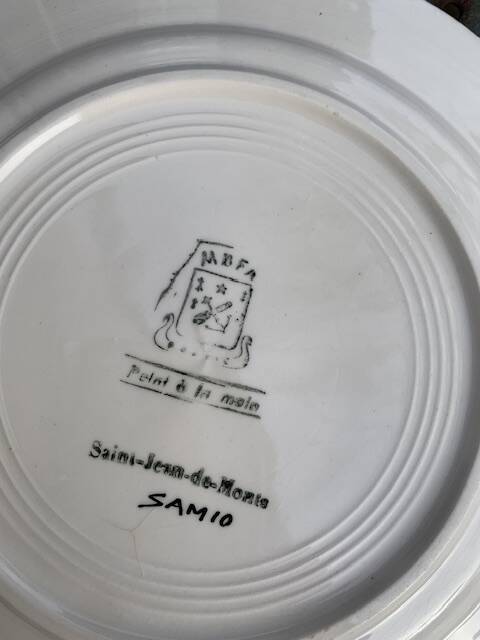 MBFA
Peint à la main
Saint-Jean-de-Monts
SAMIO